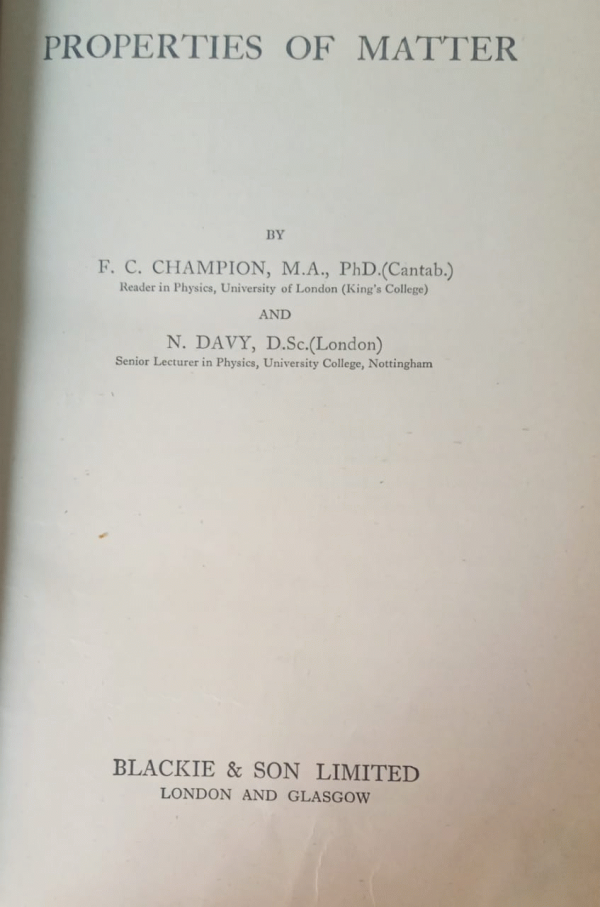 PROPERTIES OF MATTER
BY
F. C. CHAMPION, M.A., PhD.(Cantab.)
Reader in Physics, University of London (King's College)
AND
N. DAVY, D.Sc.(London)
Senior Lecturer in Physics, University College, Nottingham
BLACKIE & SON LIMITED
LONDON AND GLASGOW